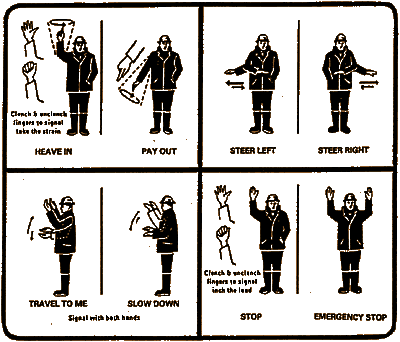 Clench & unclench
fingers to signal
take the strain
HEAVE IN
PAY OUT
STEER LEFT
STEER RIGHT
TRAVEL TO ME
SLOW DOWN
Signal with both hands
Clench & unclench
fingers to signal
inch the load
STOP
EMERGENCY STOP